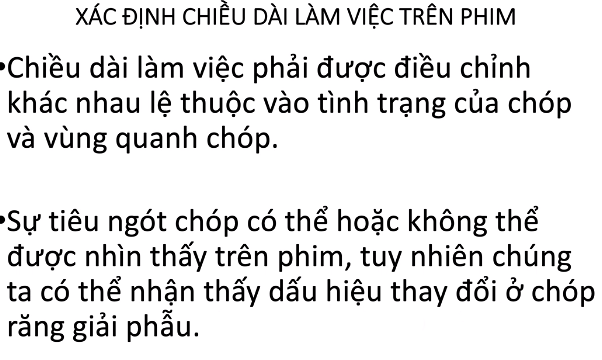 XÁC ĐỊNH CHIỀU DÀI LÀM VIỆC TRÊN PHIM
•Chiều dài làm việc phải được điều chỉnh
khác nhau lệ thuộc vào tình trạng của chóp
và vùng quanh chóp.
•Sự tiêu ngót chóp có thể hoặc không thể
được nhìn thấy trên phim, tuy nhiên chúng
ta có thể nhận thấy dấu hiệu thay đổi ở chóp
răng giải phẫu.